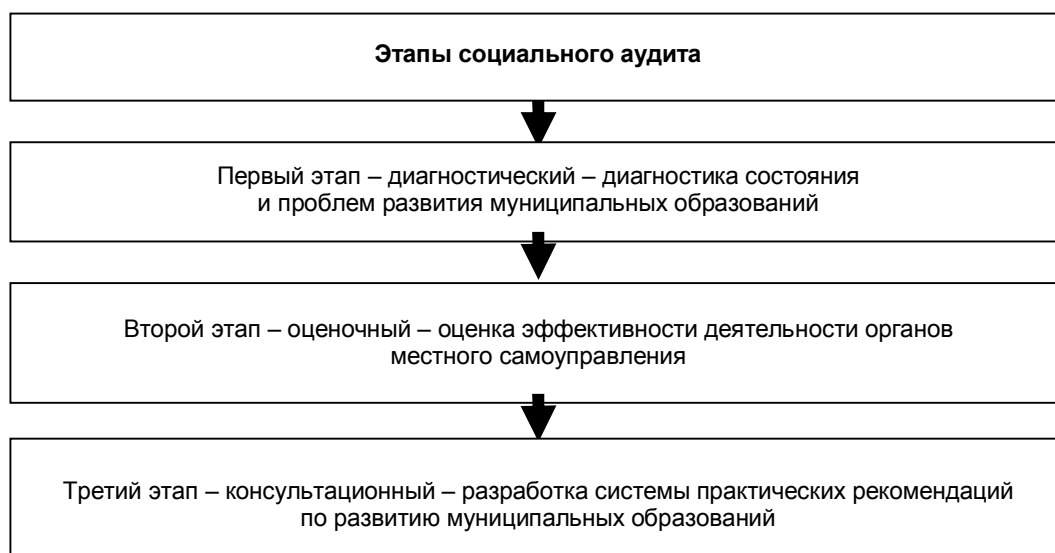 Этапы социального аудита
Первый этап – диагностический – диагностика состояния
и проблем развития муниципальных образований
Второй этап – оценочный – оценка эффективности деятельности органов
местного самоуправления
Третий этап – консультационный – разработка системы практических рекомендаций
по развитию муниципальных образований